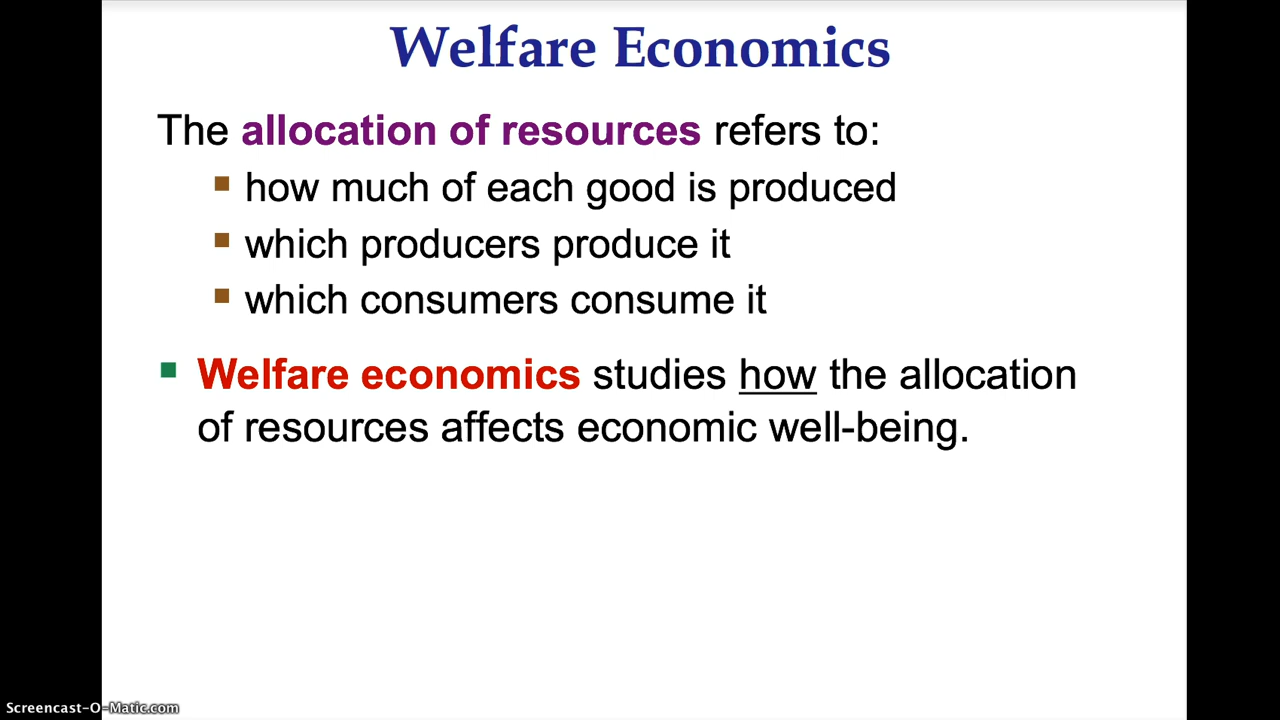 Welfare Economics
The allocation of resources refers to:
how much of each good is produced
which producers produce it
which consumers consume it
Welfare economics studies how the allocation
of resources affects economic well-being.
Screencast-O-Matic.com